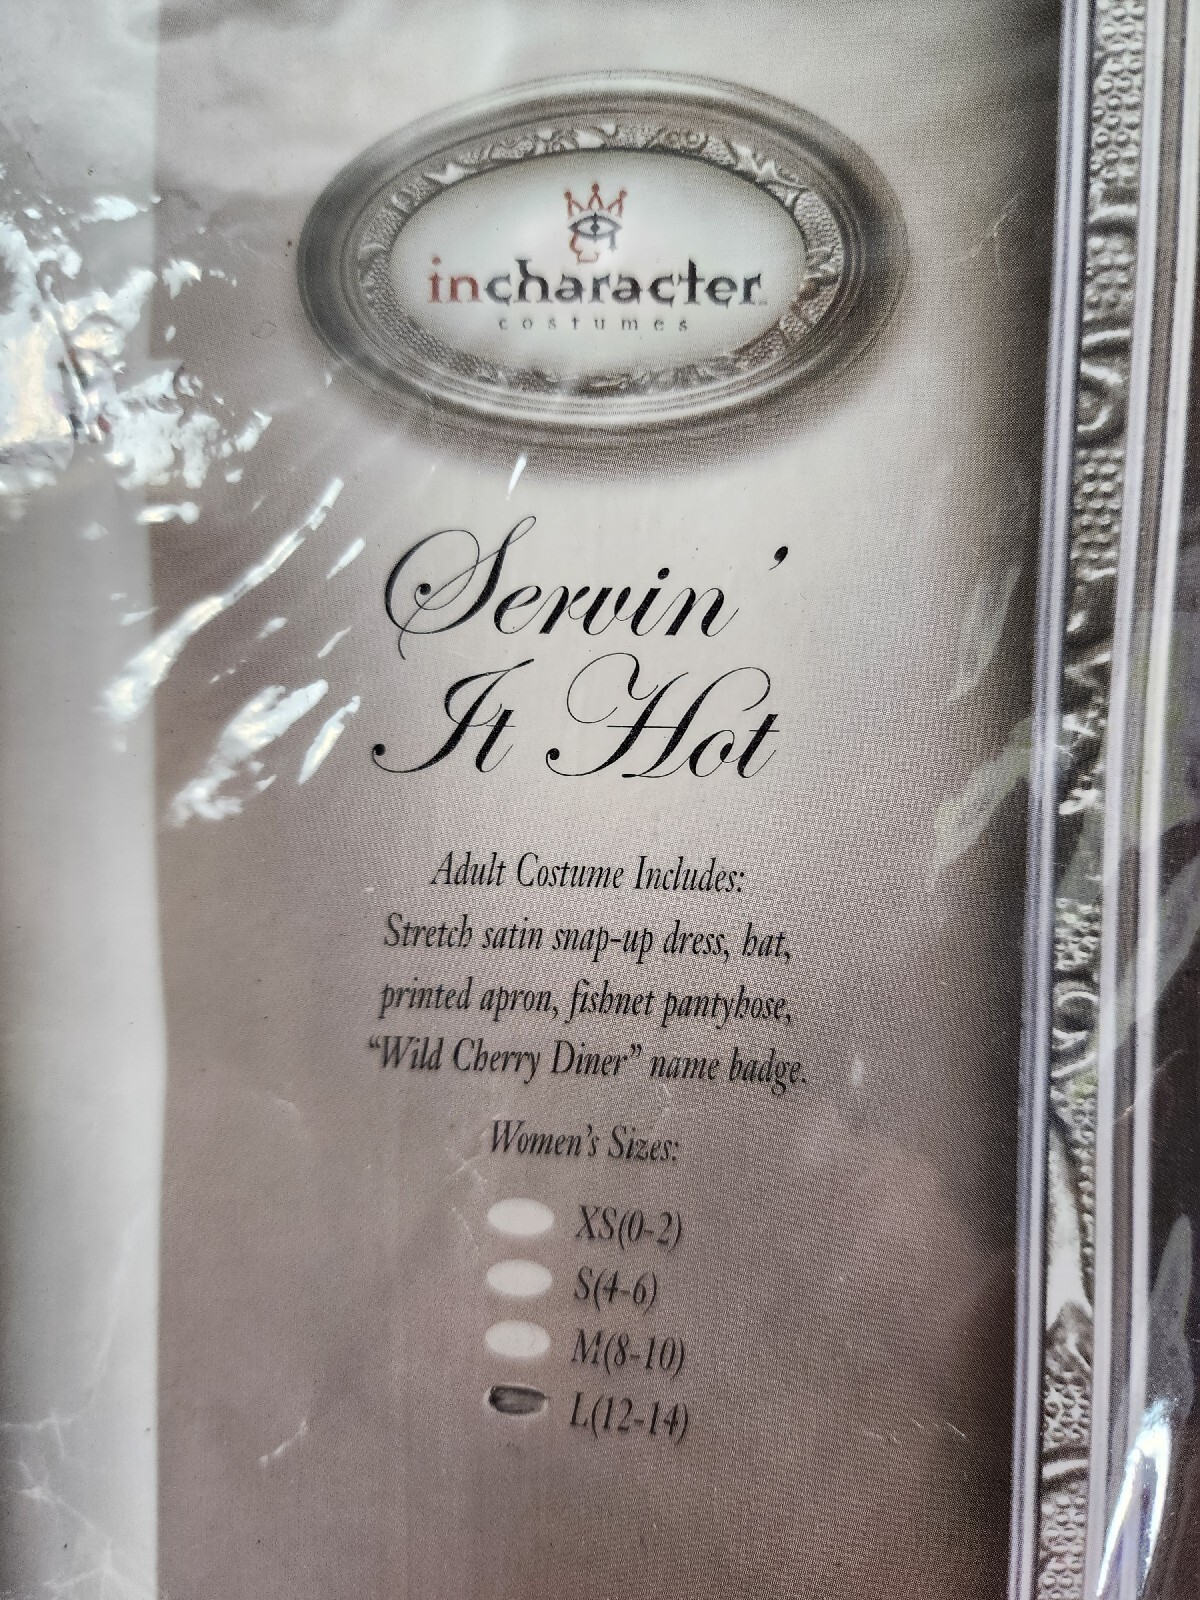 incharacter
costumes
Servin'
It Hot
Adult Costume Includes:
Stretch satin snap-up dress, hat,
printed apron, fishnet pantyhose,
“Wild Cherry Diner” name badge.
Women's Sizes:
XS(0-2)
S(4-6)
M(8-10)
L(12-14)